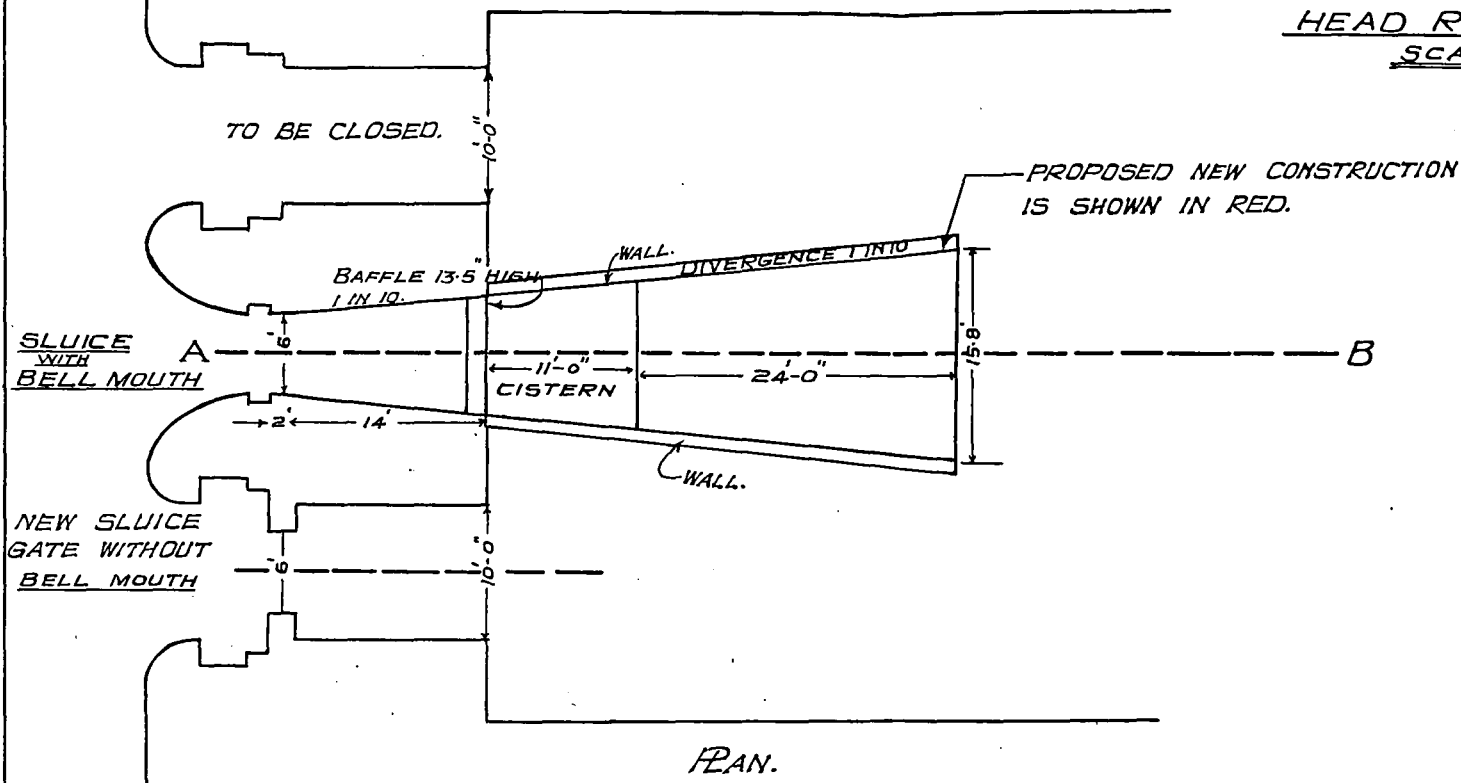 HEAD R
SCA
TO BE CLOSED.
10'-0"
PROPOSED NEW CONSTRUCTION
IS SHOWN IN RED.
WALL.
DIVERGENCE 1 IN 10
BAFFLE 13.5" HIGH
1 IN 10.
SLUICE
WITH
BELL MOUTH
A
6'
11'-0"
CISTERN
24'-0"
15.8'
B
2'
14'
WALL.
NEW SLUICE
GATE WITHOUT
BELL MOUTH
6'
10'-0"
PLAN.